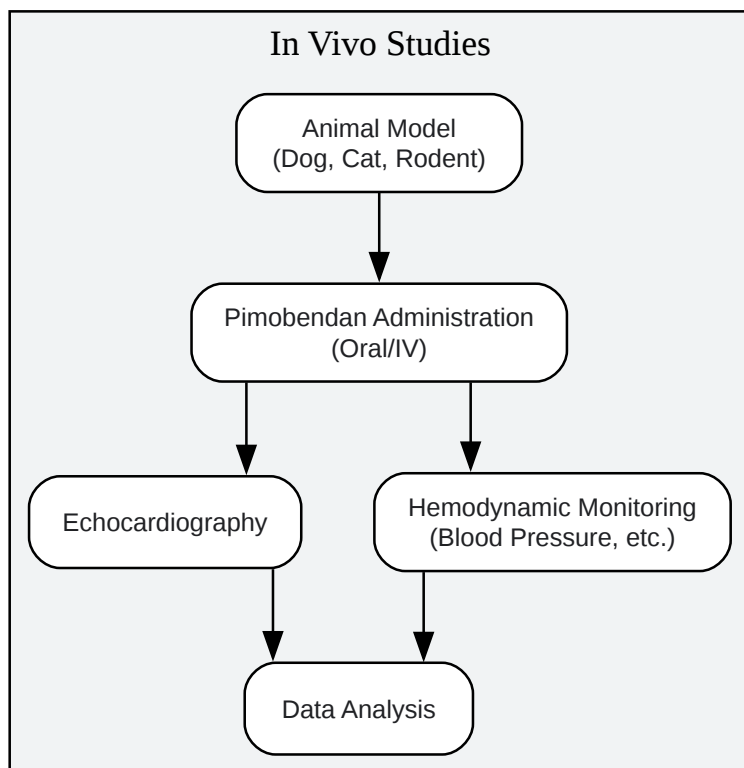 In Vivo Studies
Animal Model
(Dog, Cat, Rodent)
Pimobendan Administration
(Oral/IV)
Echocardiography
Hemodynamic Monitoring
(Blood Pressure, etc.)
Data Analysis